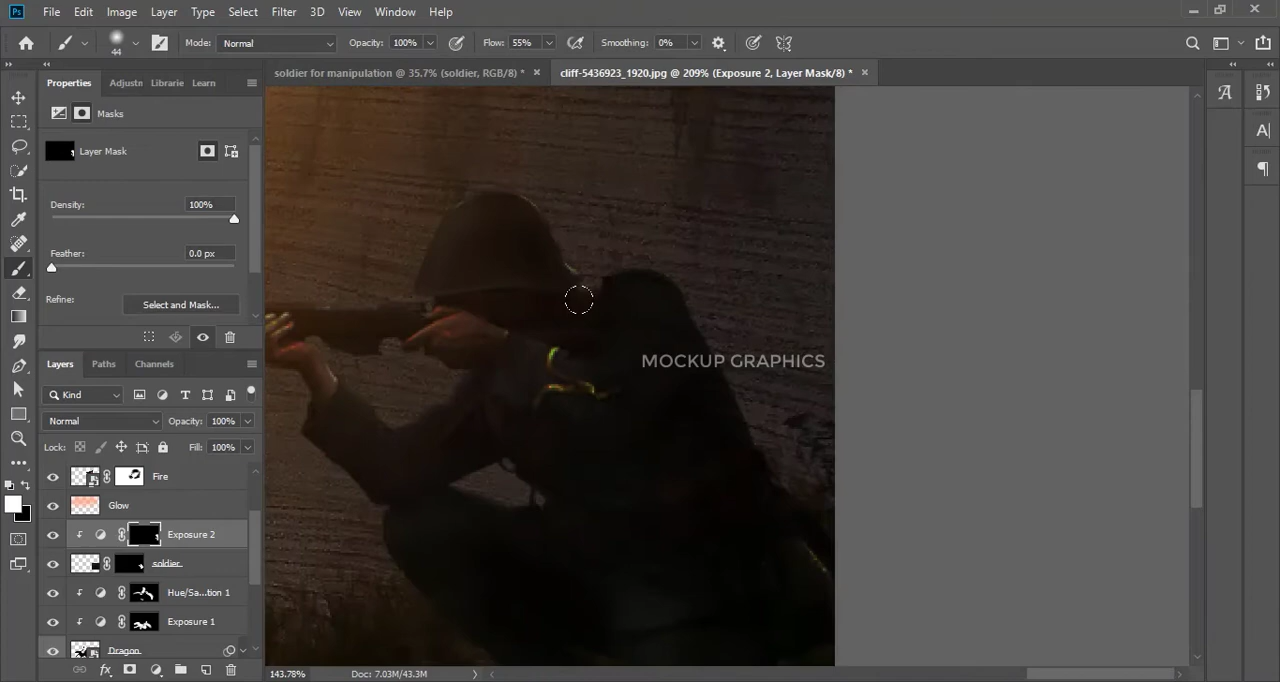 Ps File Edit Image Layer Type Select Filter 3D View Window Help
44 Mode: Normal Opacity: 100% Flow: 55% Smoothing: 0%
soldier for manipulation @ 35.7% (soldier, RGB/8) * × cliff-5436923_1920.jpg @ 209% (Exposure 2, Layer Mask/8) * ×
Properties Adjustn Librarie Learn
Masks
Layer Mask
Density: 100%
Feather: 0.0 px
Refine: Select and Mask...
MOCKUP GRAPHICS
Layers Paths Channels
Kind
Normal Opacity: 100%
Lock: Fill: 100%
Fire
Glow
Exposure 2
soldier
Hue/Sa...tion 1
Exposure 1
Dragon
143.78% Doc: 7.03M/43.3M